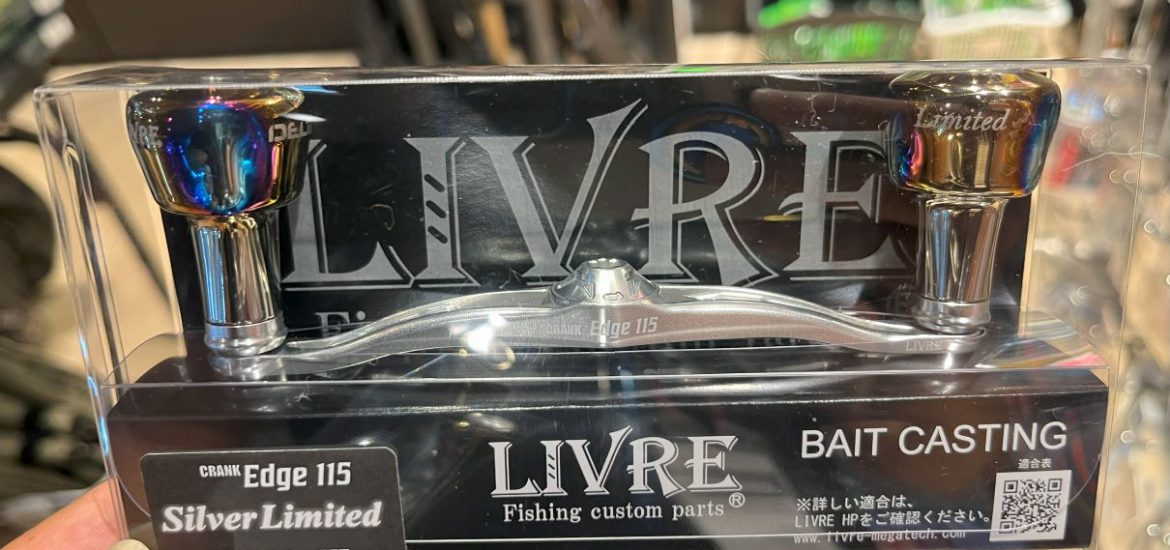 LIVRE
Limited
LIVRE
CRANK Edge 115
LIVRE
CRANK Edge 115
Silver Limited
LIVRE®
Fishing custom parts
BAIT CASTING
適合表
※詳しい適合は、
LIVRE HPをご確認ください。
www.livre-megatech.com